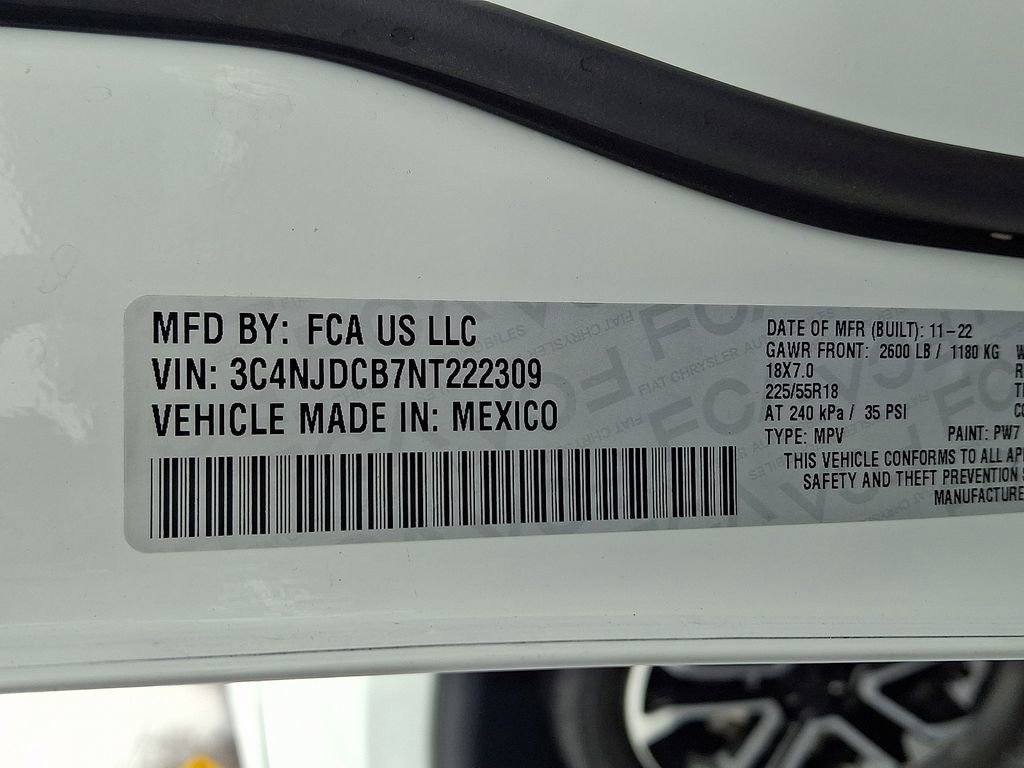 MFD BY: FCA US LLC
VIN: 3C4NJDCB7NT222309
VEHICLE MADE IN: MEXICO
DATE OF MFR (BUILT): 11-22
GAWR FRONT: 2600 LB / 1180 KG
18X7.0
225/55R18
AT 240 kPa / 35 PSI
TYPE: MPV PAINT: PW7
THIS VEHICLE CONFORMS TO ALL
SAFETY AND THEFT PREVENTION
MANUFACTURE